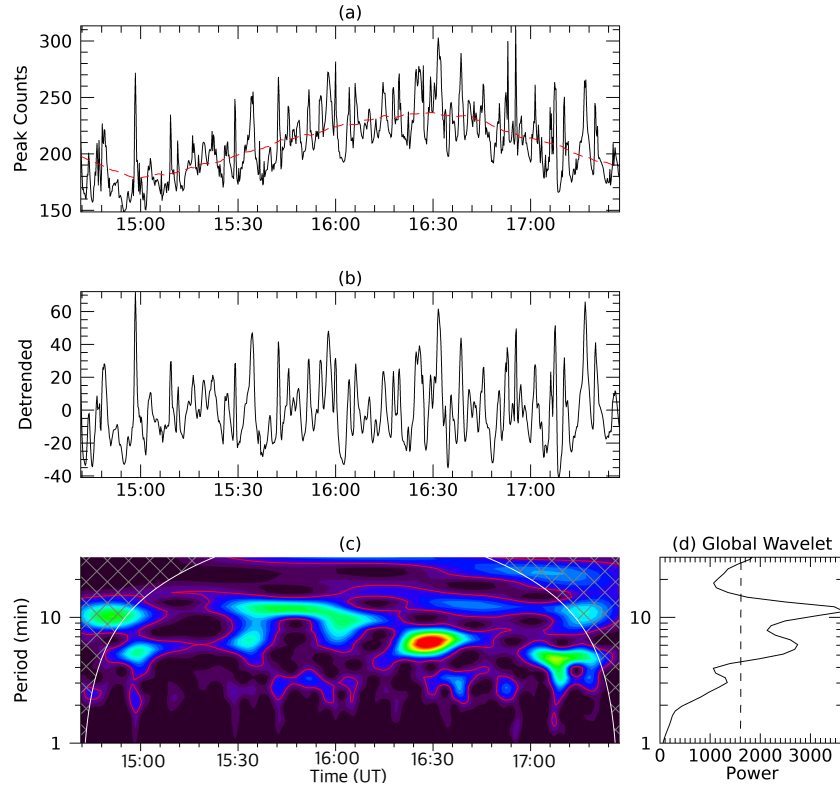 (a)
300
250
200
150
Peak Counts
15:00 15:30 16:00 16:30 17:00
(b)
60
40
20
0
-20
-40
Detrended
15:00 15:30 16:00 16:30 17:00
(c)
10
1
Period (min)
15:00 15:30 16:00 16:30 17:00
Time (UT)
(d) Global Wavelet
10
1
0 1000 2000 3000
Power